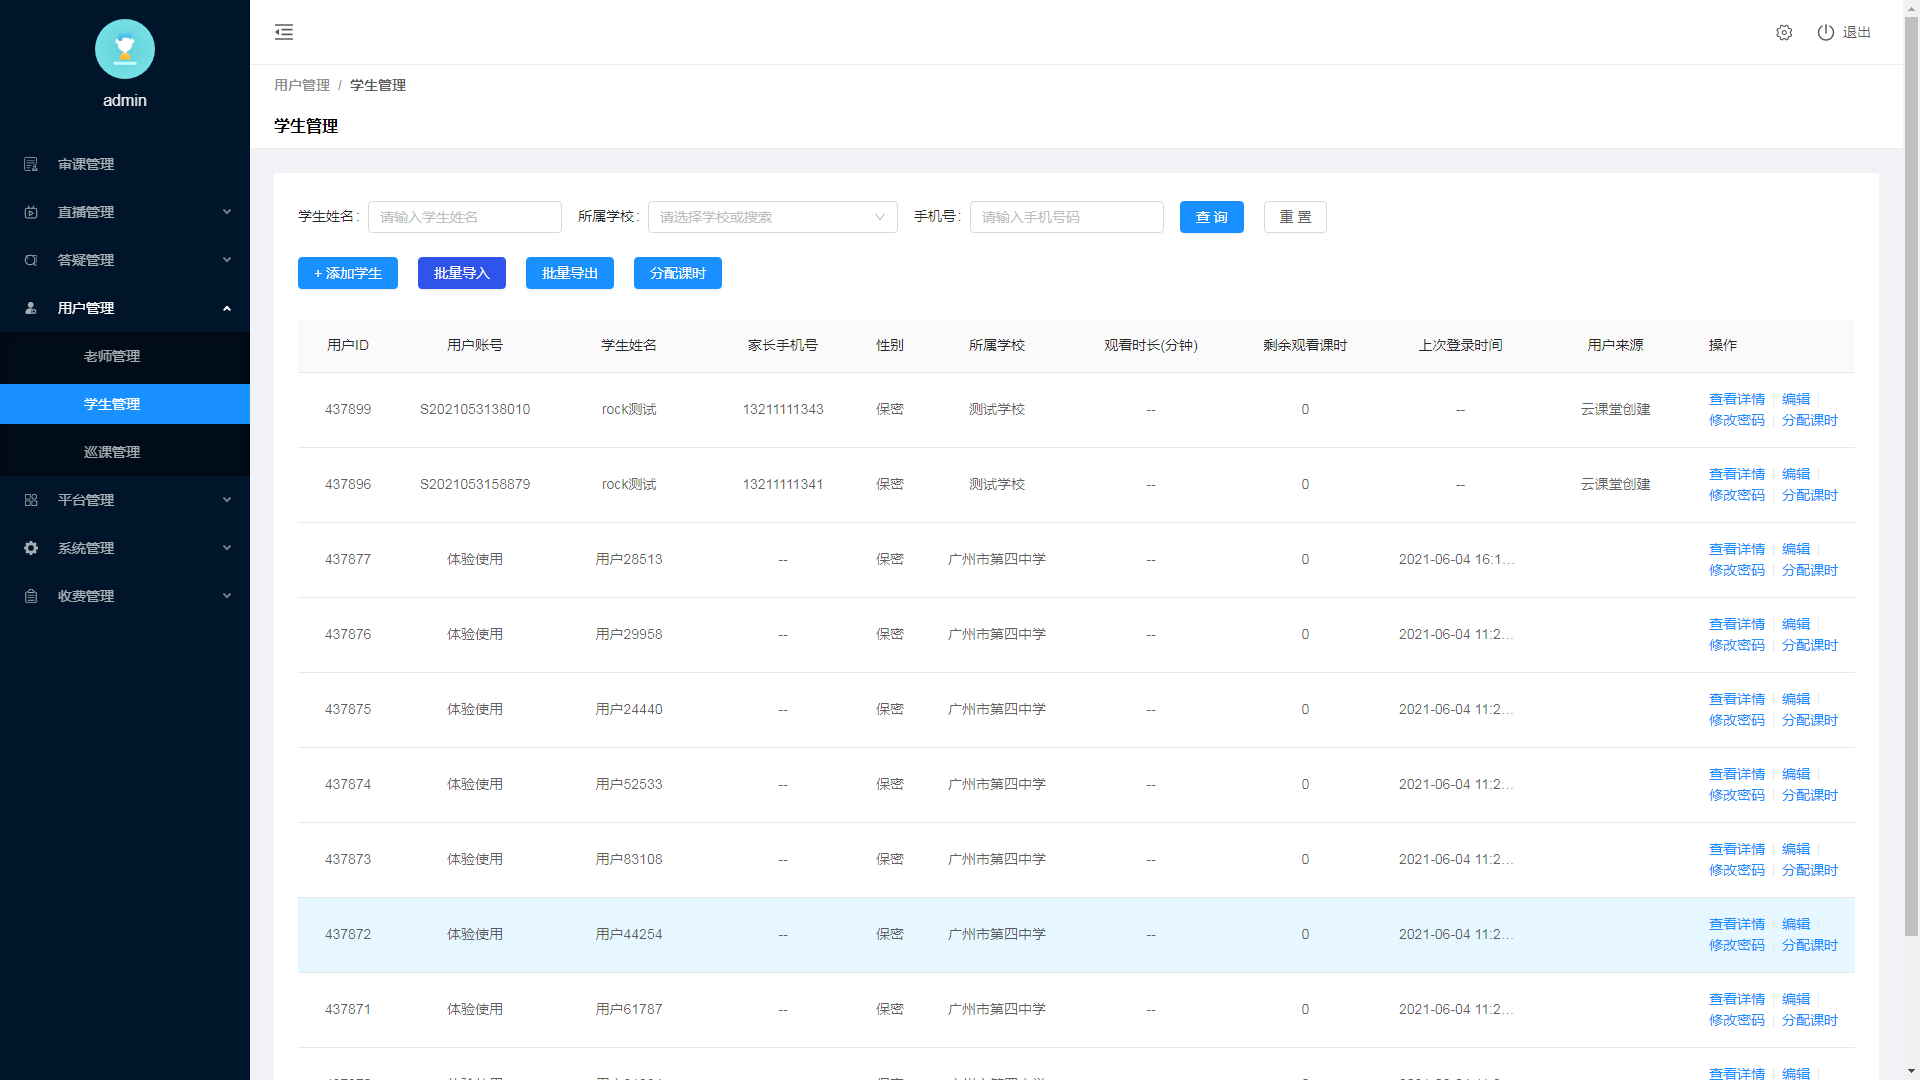 admin
审课管理
直播管理
答疑管理
用户管理
老师管理
学生管理
巡课管理
平台管理
系统管理
收费管理
退出
用户管理 / 学生管理
学生管理
学生姓名: 请输入学生姓名 所属学校: 请选择学校或搜索 手机号: 请输入手机号码 查 询 重 置
+ 添加学生 批量导入 批量导出 分配课时
用户ID 用户账号 学生姓名 家长手机号 性别 所属学校 观看时长(分钟) 剩余观看课时 上次登录时间 用户来源 操作
437899 S2021053138010 rock测试 13211111343 保密 测试学校 -- 0 -- 云课堂创建 查看详情 编辑
修改密码 分配课时
437896 S2021053158879 rock测试 13211111341 保密 测试学校 -- 0 -- 云课堂创建 查看详情 编辑
修改密码 分配课时
437877 体验使用 用户28513 -- 保密 广州市第四中学 -- 0 2021-06-04 16:1... 查看详情 编辑
修改密码 分配课时
437876 体验使用 用户29958 -- 保密 广州市第四中学 -- 0 2021-06-04 11:2... 查看详情 编辑
修改密码 分配课时
437875 体验使用 用户24440 -- 保密 广州市第四中学 -- 0 2021-06-04 11:2... 查看详情 编辑
修改密码 分配课时
437874 体验使用 用户52533 -- 保密 广州市第四中学 -- 0 2021-06-04 11:2... 查看详情 编辑
修改密码 分配课时
437873 体验使用 用户83108 -- 保密 广州市第四中学 -- 0 2021-06-04 11:2... 查看详情 编辑
修改密码 分配课时
437872 体验使用 用户44254 -- 保密 广州市第四中学 -- 0 2021-06-04 11:2... 查看详情 编辑
修改密码 分配课时
437871 体验使用 用户61787 -- 保密 广州市第四中学 -- 0 2021-06-04 11:2... 查看详情 编辑
修改密码 分配课时
查看详情 编辑